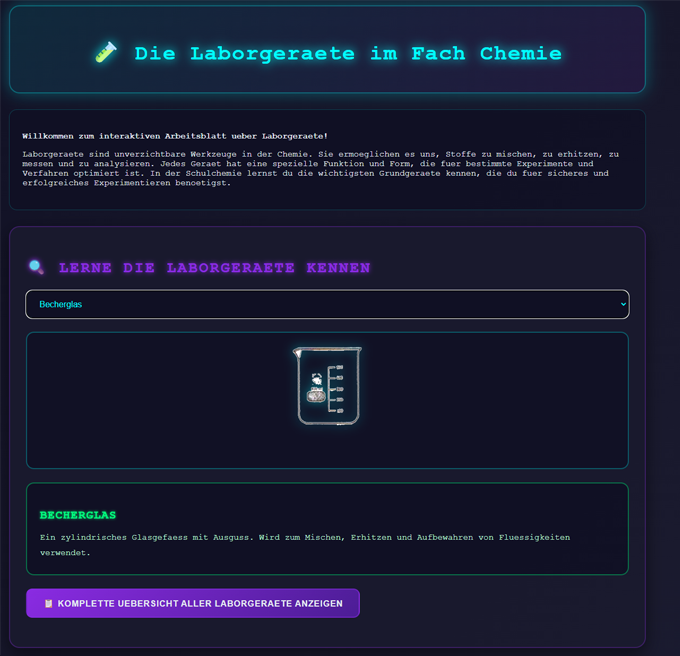 Die Laborgeraete im Fach Chemie
Willkommen zum interaktiven Arbeitsblatt ueber Laborgeraete!
Laborgeraete sind unverzichtbare Werkzeuge in der Chemie. Sie ermoeglichen es uns, Stoffe zu mischen, zu erhitzen, zu
messen und zu analysieren. Jedes Geraet hat eine spezielle Funktion und Form, die fuer bestimmte Experimente und
Verfahren optimiert ist. In der Schulchemie lernst du die wichtigsten Grundgeraete kennen, die du fuer sicheres und
erfolgreiches Experimentieren benoetigst.
LERNE DIE LABORGERAETE KENNEN
Becherglas
BECHERGLAS
Ein zylindrisches Glasgefaess mit Ausguss. Wird zum Mischen, Erhitzen und Aufbewahren von Fluessigkeiten
verwendet.
KOMPLETTE UEBERSICHT ALLER LABORGERAETE ANZEIGEN